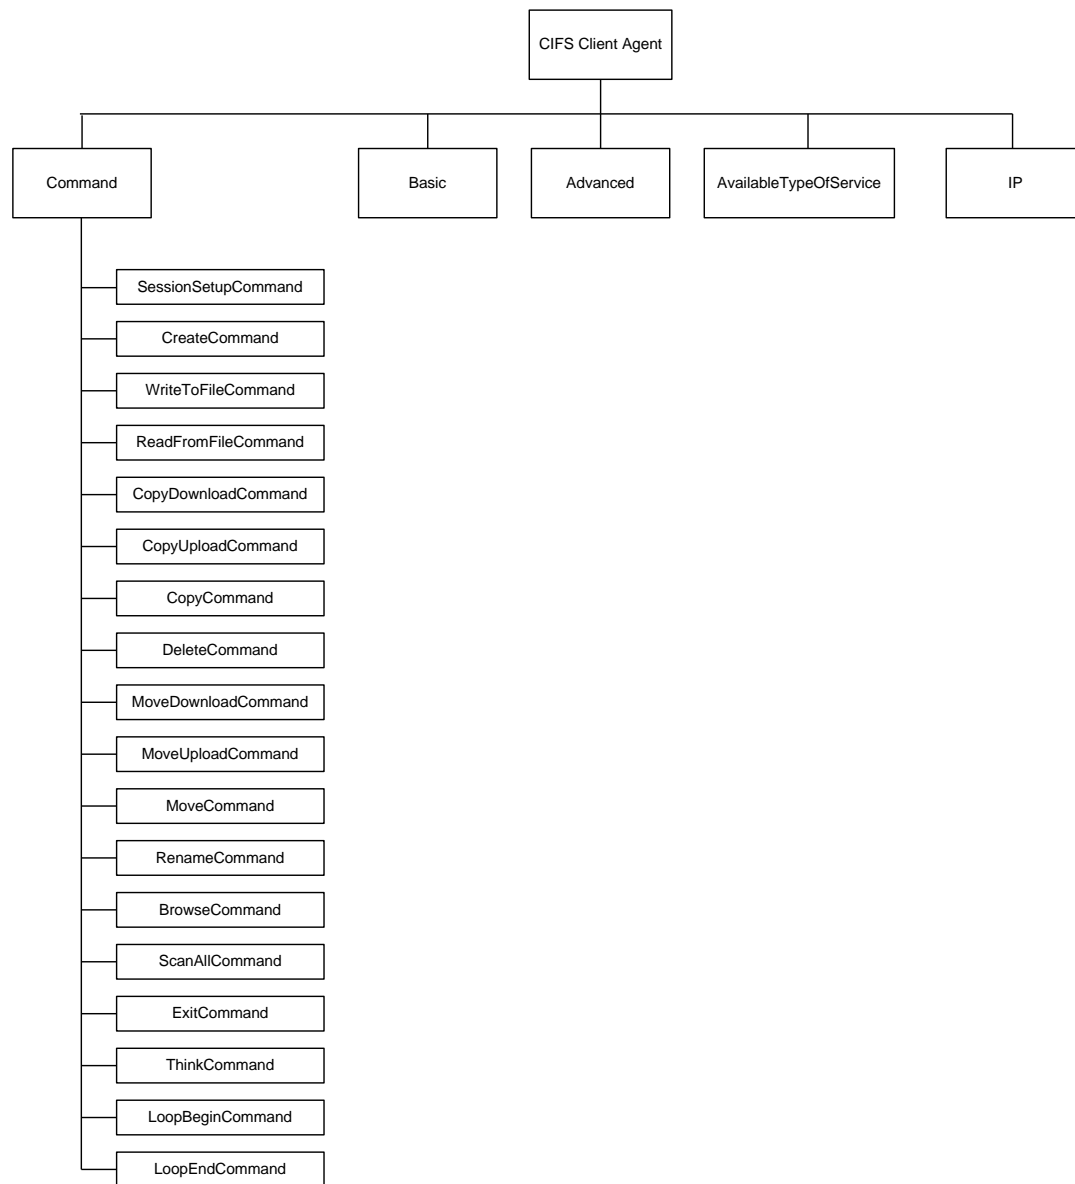 CIFS Client Agent
Command
Basic
Advanced
AvailableTypeOfService
IP
SessionSetupCommand
CreateCommand
WriteToFileCommand
ReadFromFileCommand
CopyDownloadCommand
CopyUploadCommand
CopyCommand
DeleteCommand
MoveDownloadCommand
MoveUploadCommand
MoveCommand
RenameCommand
BrowseCommand
ScanAllCommand
ExitCommand
ThinkCommand
LoopBeginCommand
LoopEndCommand